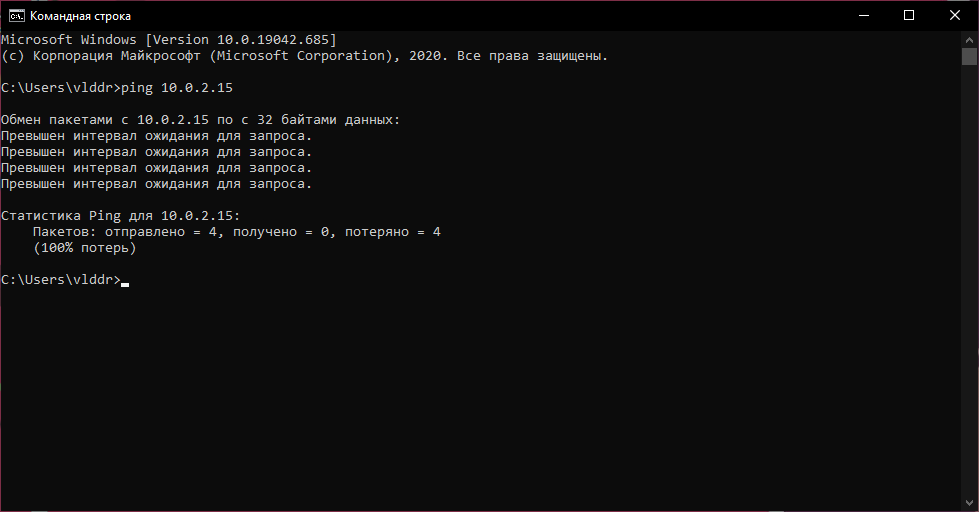 Командная строка
Microsoft Windows [Version 10.0.19042.685]
(c) Корпорация Майкрософт (Microsoft Corporation), 2020. Все права защищены.
C:\Users\vlddr>ping 10.0.2.15
Обмен пакетами с 10.0.2.15 по с 32 байтами данных:
Превышен интервал ожидания для запроса.
Превышен интервал ожидания для запроса.
Превышен интервал ожидания для запроса.
Превышен интервал ожидания для запроса.
Статистика Ping для 10.0.2.15:
Пакетов: отправлено = 4, получено = 0, потеряно = 4
(100% потерь)
C:\Users\vlddr>